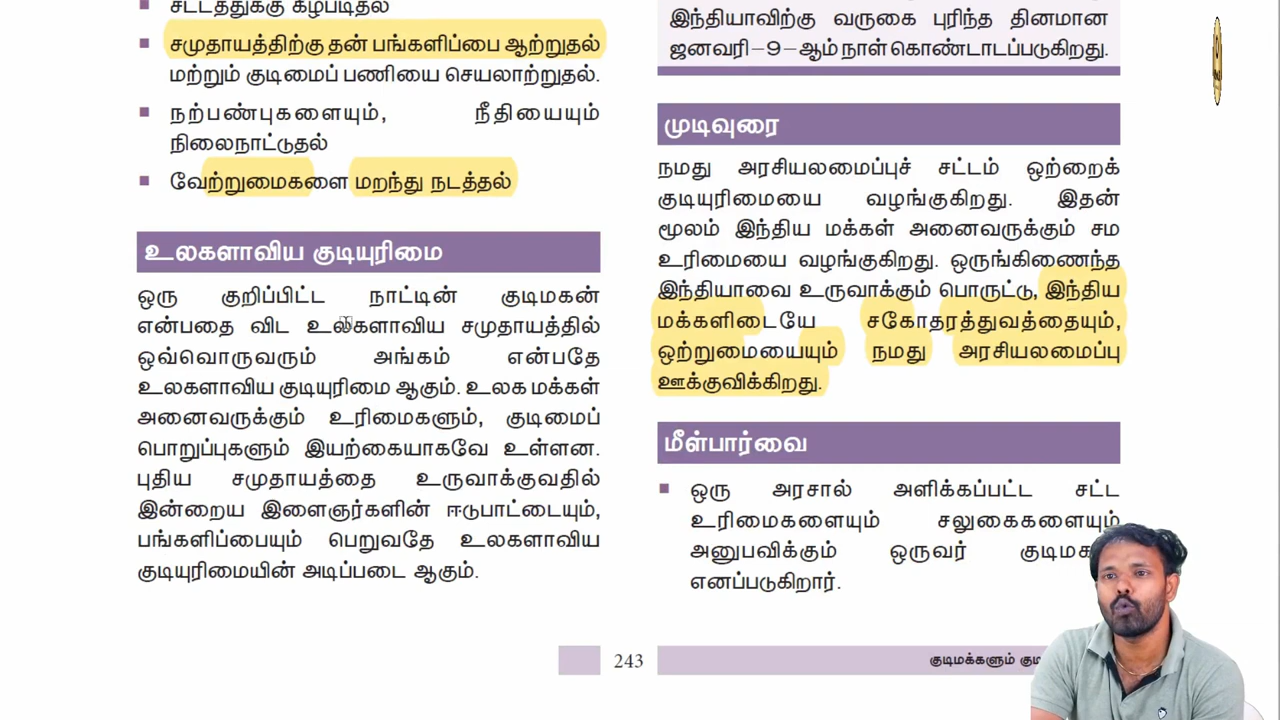 சட்டத்துக்கு கீழ்படிதல்
சமுதாயத்திற்கு தன் பங்களிப்பை ஆற்றுதல்
மற்றும் குடிமைப் பணியை செயலாற்றுதல்.
நற்பண்புகளையும், நீதியையும்
நிலைநாட்டுதல்
வேற்றுமைகளை மறந்து நடத்தல்
உலகளாவிய குடியுரிமை
ஒரு குறிப்பிட்ட நாட்டின் குடிமகன்
என்பதை விட உலகளாவிய சமுதாயத்தில்
ஒவ்வொருவரும் அங்கம் என்பதே
உலகளாவிய குடியுரிமை ஆகும். உலக மக்கள்
அனைவருக்கும் உரிமைகளும், குடிமைப்
பொறுப்புகளும் இயற்கையாகவே உள்ளன.
புதிய சமுதாயத்தை உருவாக்குவதில்
இன்றைய இளைஞர்களின் ஈடுபாட்டையும்,
பங்களிப்பையும் பெறுவதே உலகளாவிய
குடியுரிமையின் அடிப்படை ஆகும்.
இந்தியாவிற்கு வருகை புரிந்த தினமான
ஜனவரி–9–ஆம் நாள் கொண்டாடப்படுகிறது.
முடிவுரை
நமது அரசியலமைப்புச் சட்டம் ஒற்றைக்
குடியுரிமையை வழங்குகிறது. இதன்
மூலம் இந்திய மக்கள் அனைவருக்கும் சம
உரிமையை வழங்குகிறது. ஒருங்கிணைந்த
இந்தியாவை உருவாக்கும் பொருட்டு, இந்திய
மக்களிடையே சகோதரத்துவத்தையும்,
ஒற்றுமையையும் நமது அரசியலமைப்பு
ஊக்குவிக்கிறது.
மீள்பார்வை
ஒரு அரசால் அளிக்கப்பட்ட சட்ட
உரிமைகளையும் சலுகைகளையும்
அனுபவிக்கும் ஒருவர்
எனப்படுகிறார்.
243
குடிமக்களும்